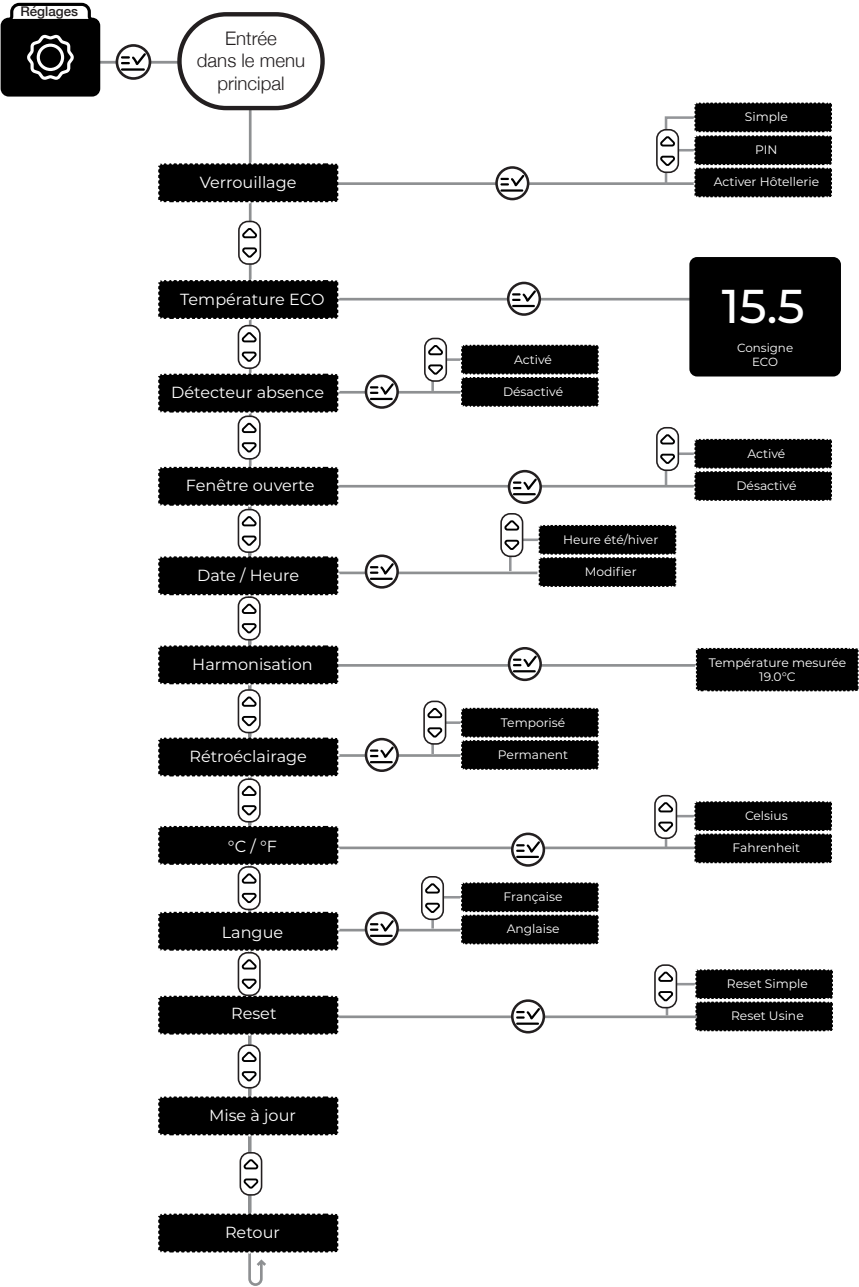 Réglages
Entrée
dans le menu
principal
Verrouillage
Simple
PIN
Activer Hôtellerie
Température ECO
15.5
Consigne
ECO
Détecteur absence
Activé
Désactivé
Fenêtre ouverte
Activé
Désactivé
Date / Heure
Heure été/hiver
Modifier
Harmonisation
Température mesurée
19.0°C
Rétroéclairage
Temporisé
Permanent
°C / °F
Celsius
Fahrenheit
Langue
Française
Anglaise
Reset
Reset Simple
Reset Usine
Mise à jour
Retour